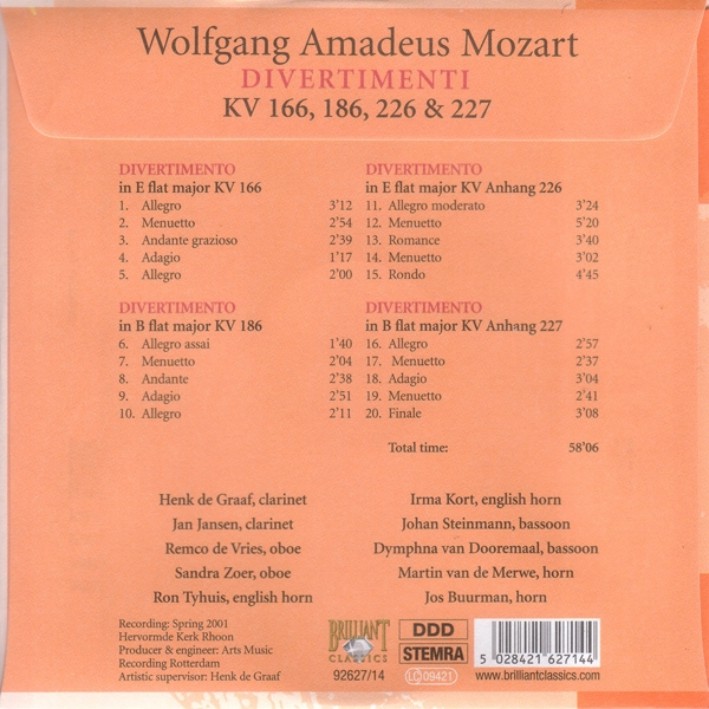 Wolfgang Amadeus Mozart
DIVERTIMENTI
KV 166, 186, 226 & 227
DIVERTIMENTO
in E flat major KV 166
1. Allegro 3’12
2. Menuetto 2’54
3. Andante grazioso 2’39
4. Adagio 1’17
5. Allegro 2’00
DIVERTIMENTO
in B flat major KV 186
6. Allegro assai 1’40
7. Menuetto 2’04
8. Andante 2’38
9. Adagio 2’51
10. Allegro 2’11
DIVERTIMENTO
in E flat major KV Anhang 226
11. Allegro moderato 3’24
12. Menuetto 5’20
13. Romance 3’40
14. Menuetto 3’02
15. Rondo 4’45
DIVERTIMENTO
in B flat major KV Anhang 227
16. Allegro 2’57
17. Menuetto 2’37
18. Adagio 3’04
19. Menuetto 2’41
20. Finale 3’08
Total time: 58’06
Henk de Graaf, clarinet
Jan Jansen, clarinet
Remco de Vries, oboe
Sandra Zoer, oboe
Ron Tyhuis, english horn
Irma Kort, english horn
Johan Steinmann, bassoon
Dymphna van Dooremaal, bassoon
Martin van de Merwe, horn
Jos Buurman, horn
Recording: Spring 2001
Hervormde Kerk Rhoon
Producer & engineer: Arts Music
Recording Rotterdam
Artistic supervisor: Henk de Graaf
BRILLIANT
CLASSICS
92627/14
DDD
STEMRA
LC 09421
5 028421 627144
www.brilliantclassics.com